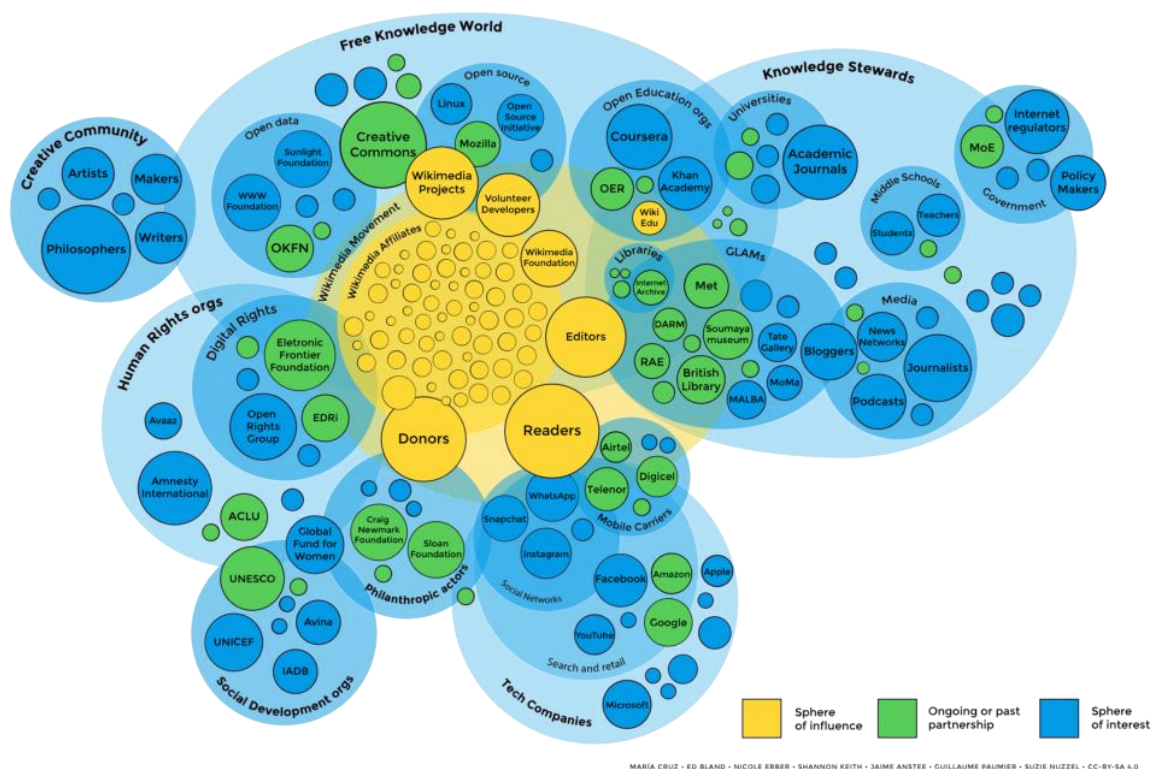 Free Knowledge World
Knowledge Stewards
Open source
Linux
Open
Source
Initiative
Mozilla
Creative
Commons
Open data
Sunlight
Foundation
WWW
Foundation
OKFN
Creative Community
Artists
Makers
Philosophers
Writers
Wikimedia
Projects
Volunteer
Developers
Wikimedia
Foundation
Wikimedia Movement
Wikimedia Affiliates
Editors
Readers
Donors
Open Education orgs
Coursera
OER
Khan
Academy
Wiki
Edu
Universities
Academic
Journals
Middle Schools
Teachers
Students
Internet
regulators
MoE
Policy
Makers
Government
Libraries
Internet
Archive
GLAMs
Met
DARM
Soumaya
museum
RAE
British
Library
Tate
Gallery
MoMa
MALBA
Bloggers
Media
News
Networks
Journalists
Podcasts
Human Rights orgs
Digital Rights
Eletronic
Frontier
Foundation
EDRi
Open
Rights
Group
Avaaz
Amnesty
International
ACLU
Global
Fund for
Women
UNESCO
UNICEF
Avina
IADB
Social Development orgs
Craig
Newmark
Foundation
Sloan
Foundation
Philanthropic actors
Airtel
Telenor
Digicel
Mobile Carriers
WhatsApp
Snapchat
Instagram
Social Networks
Facebook
Amazon
Apple
Google
YouTube
Search and retail
Microsoft
Tech Companies
Sphere
of influence
Ongoing or past
partnership
Sphere
of interest
MARÍA CRUZ • ED BLAND • NICOLE EBBER • SHANNON KEITH • JAIME ANSTEE • GUILLAUME PAUMIER • SUZIE NUZZEL • CC-BY-SA 4.0